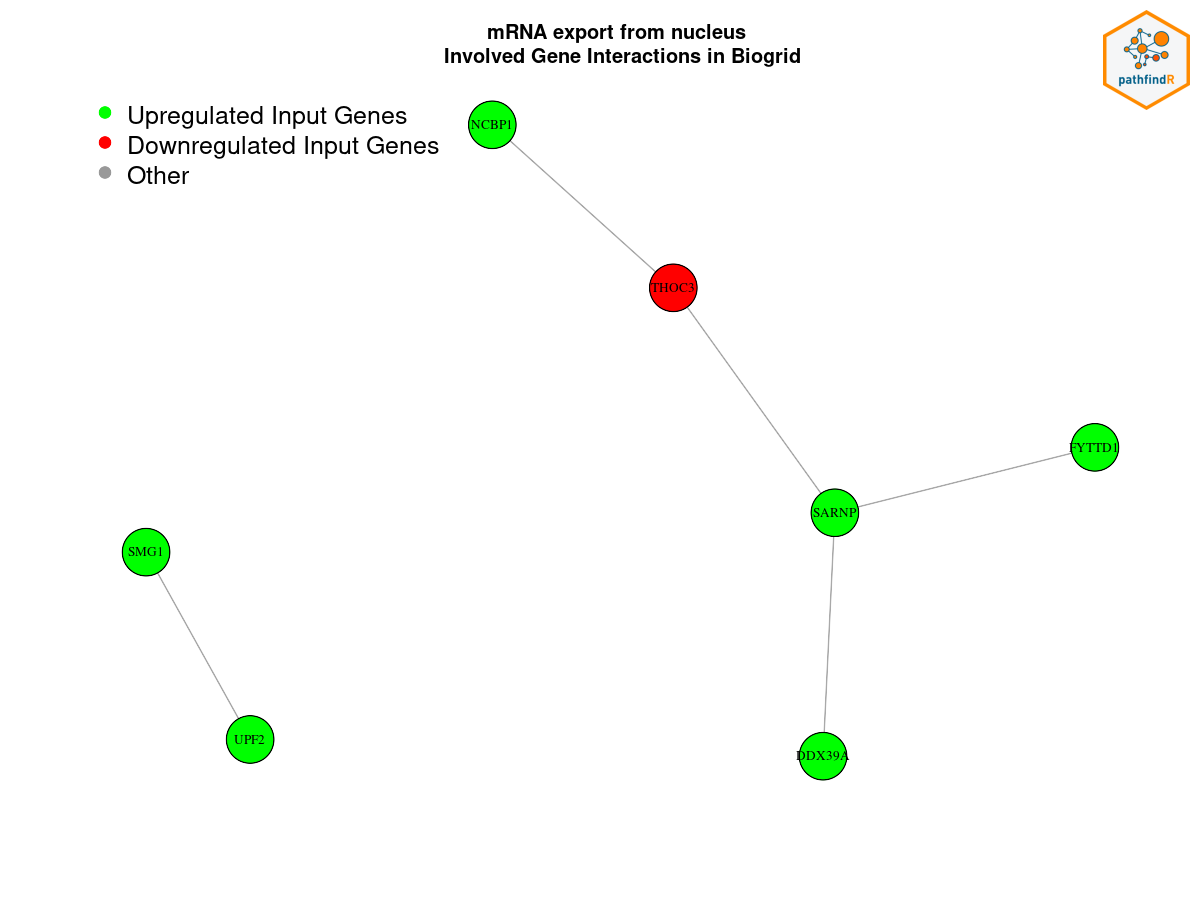 mRNA export from nucleus
Involved Gene Interactions in Biogrid
pathfindR
Upregulated Input Genes
Downregulated Input Genes
Other
NCBP1
THOC3
FYTTD1
SARNP
SMG1
UPF2
DDX39A